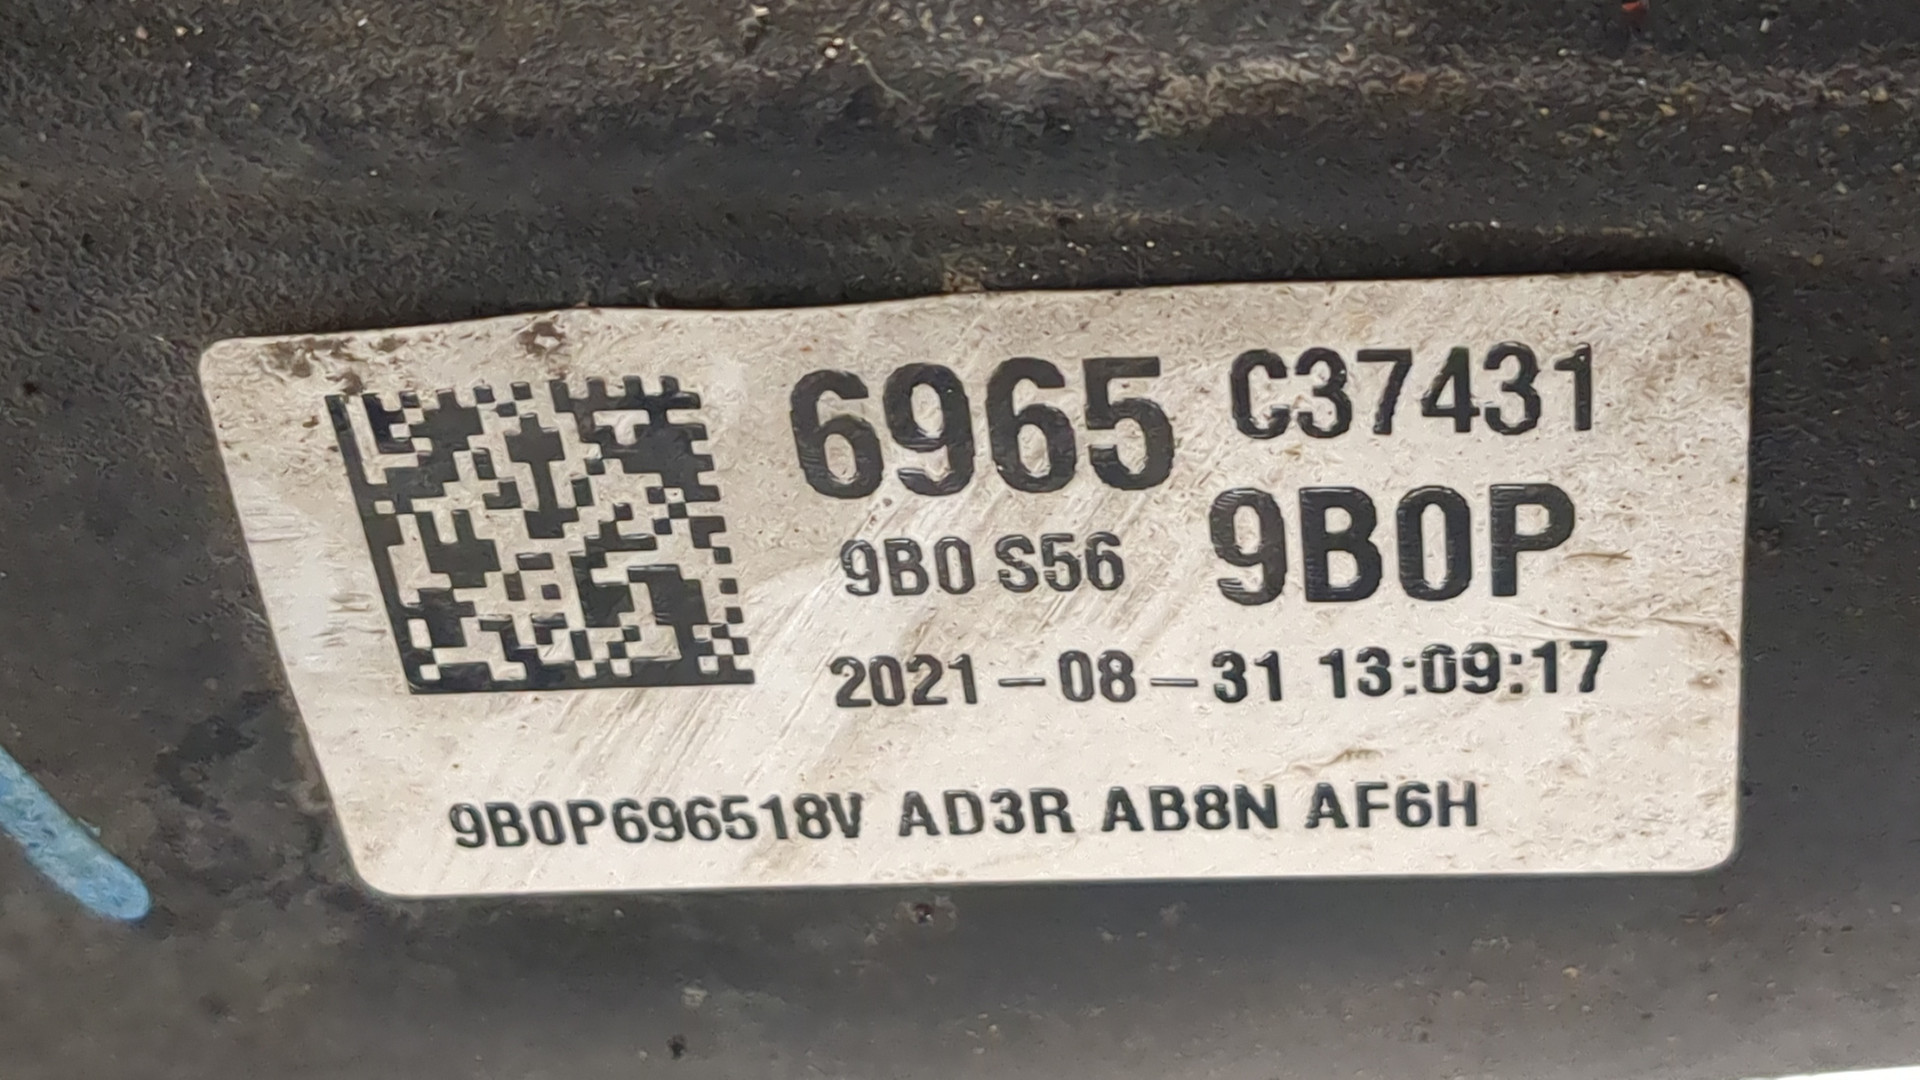 6965 C37431
9B0 S56 9B0P
2021-08-31 13:09:17
9B0P696518V AD3R AB8N AF6H